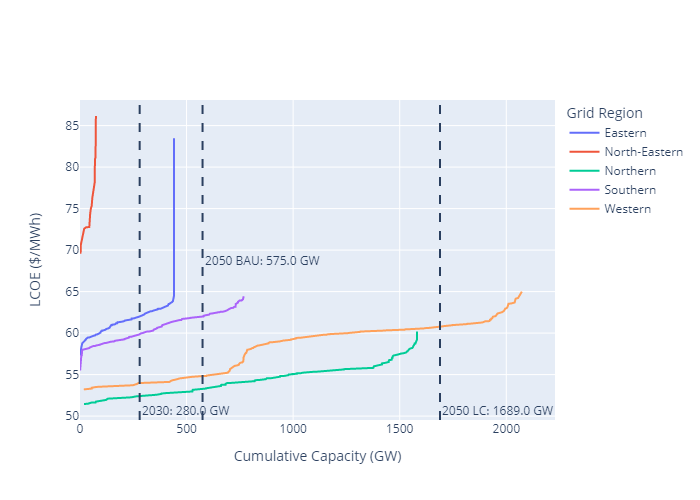 Grid Region
Eastern
North-Eastern
Northern
Southern
Western
LCOE ($/MWh)
85
80
75
70
65
60
55
50
2050 BAU: 575.0 GW
2030: 280.0 GW
2050 LC: 1689.0 GW
0
500
1000
1500
2000
Cumulative Capacity (GW)